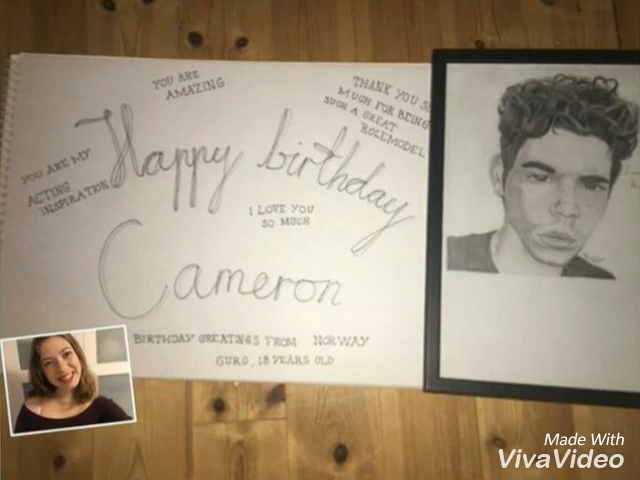 YOU ARE
AMAZING
THANK YOU SO
MUCH FOR BEING
SUCH A GREAT
ROLEMODEL
Happy birthday
YOU ARE MY
ACTING
INSPIRATION
I LOVE YOU
SO MUCH
Cameron
BIRTHDAY GREATINGS FROM NORWAY
GURO, 18 YEARS OLD
Made With
VivaVideo